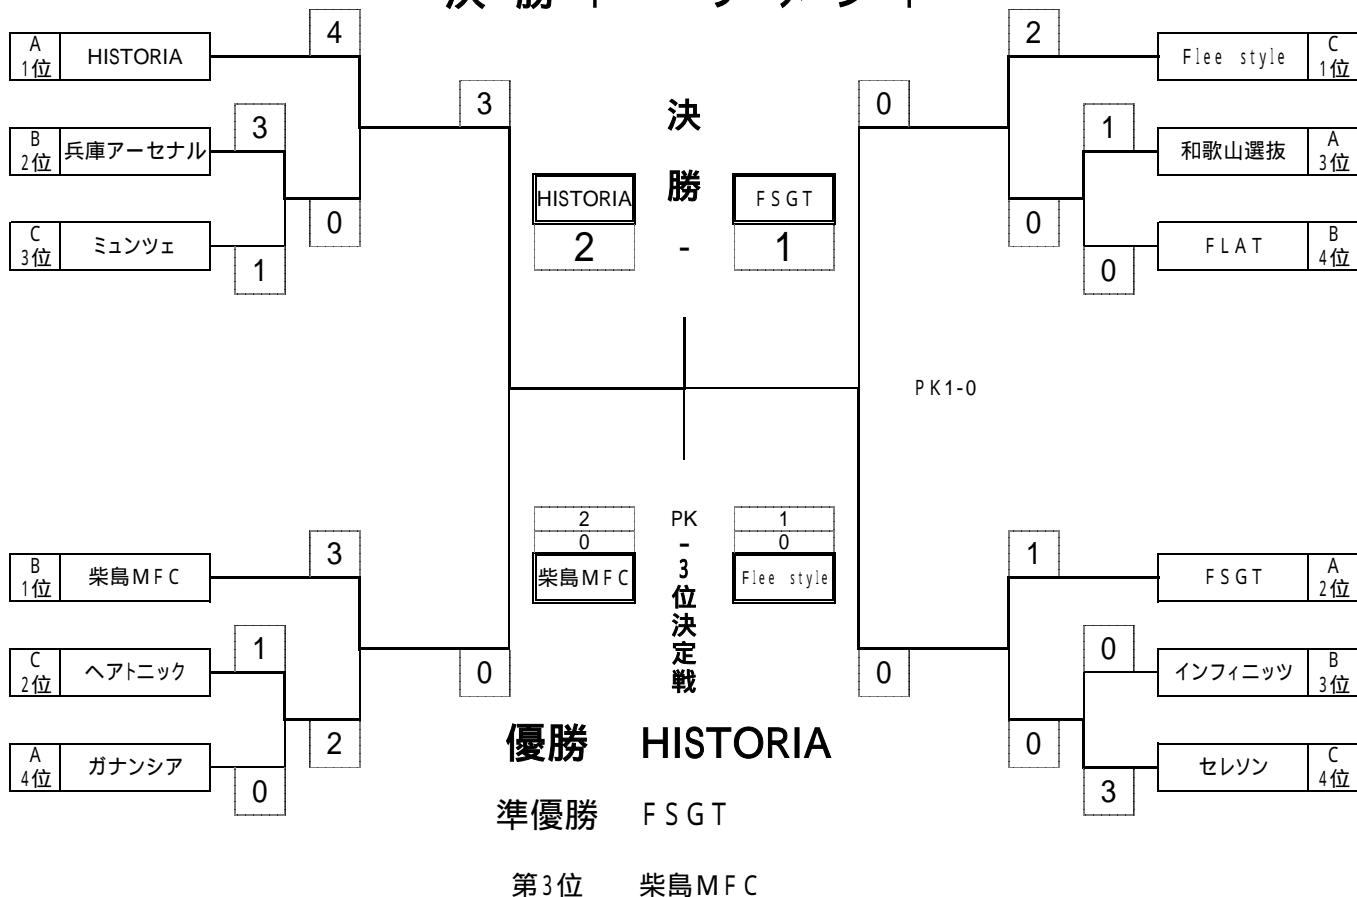 4
2
A
1位
HISTORIA
Flee style
C
1位
3
0
決
勝
B
2位
兵庫アーセナル
3
1
和歌山選抜
A
3位
HISTORIA
FSGT
2
-
1
C
3位
ミュンツェ
0
1
0
0
FLAT
B
4位
PK1-0
2
PK
1
0
-
0
柴島MFC
3位決定戦
Flee style
B
1位
柴島MFC
3
1
FSGT
A
2位
C
2位
ヘアトニック
1
0
0
0
インフィニッツ
B
3位
A
4位
ガナンシア
2
0
0
3
セレソン
C
4位
優勝 HISTORIA
準優勝 FSGT
第3位 柴島MFC